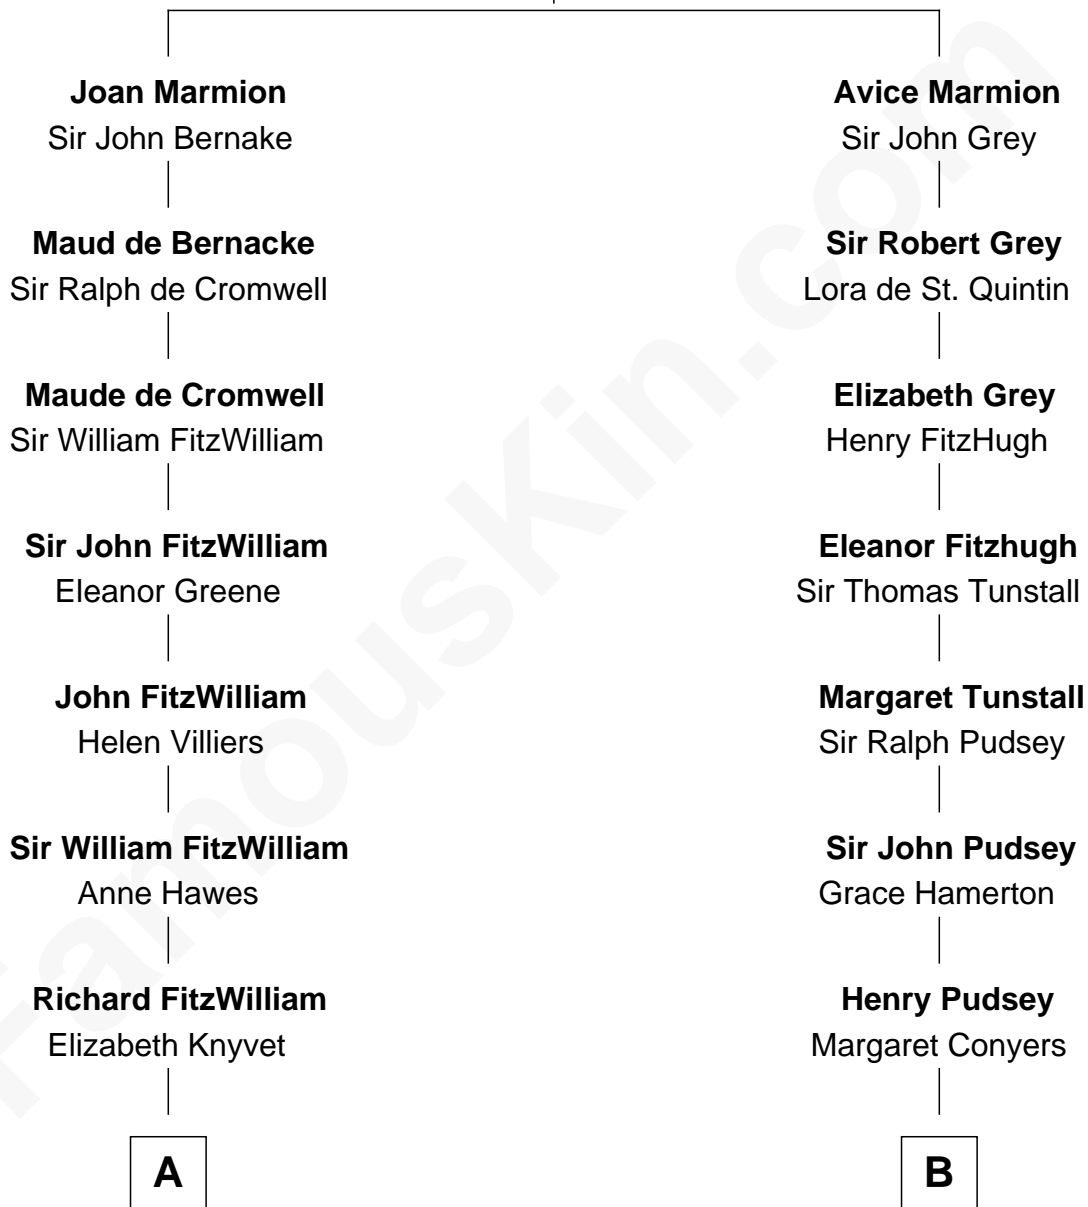 Joan Marmion
Sir John Bernake
Maud de Bernacke
Sir Ralph de Cromwell
Maude de Cromwell
Sir William FitzWilliam
Sir John FitzWilliam
Eleanor Greene
John FitzWilliam
Helen Villiers
Sir William FitzWilliam
Anne Hawes
Richard FitzWilliam
Elizabeth Knyvet
A
Avice Marmion
Sir John Grey
Sir Robert Grey
Lora de St. Quintin
Elizabeth Grey
Henry FitzHugh
Eleanor Fitzhugh
Sir Thomas Tunstall
Margaret Tunstall
Sir Ralph Pudsey
Sir John Pudsey
Grace Hamerton
Henry Pudsey
Margaret Conyers
B
FamousKin.com